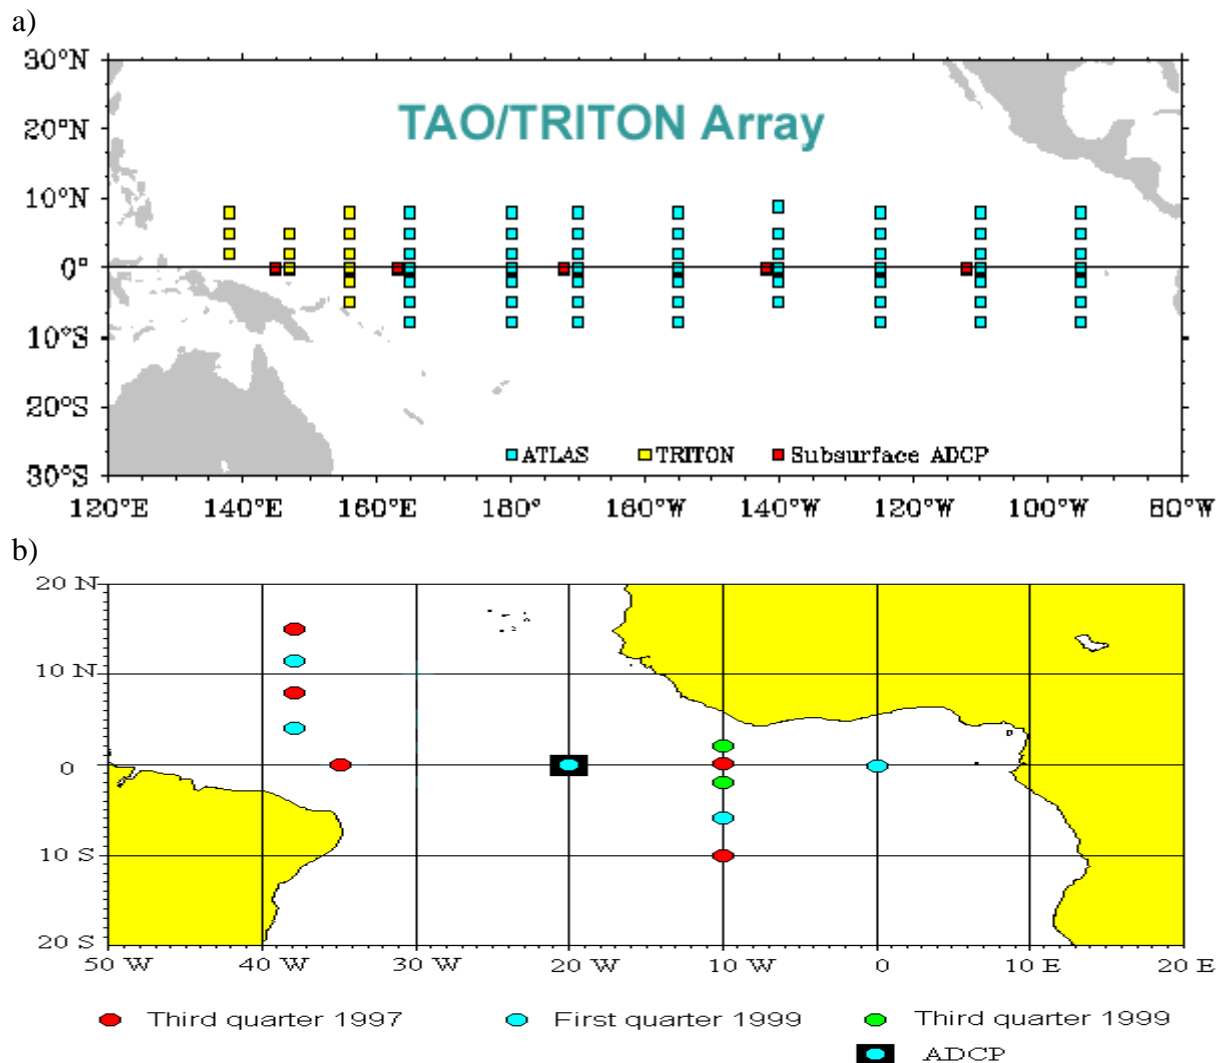 a)
30°N
TAO/TRITON Array
20°N
10°N
0°
10°S
20°S
ATLAS TRITON Subsurface ADCP
30°S
120°E 140°E 160°E 180° 160°W 140°W 120°W 100°W 80°W
b)
20 N
10 N
0
10 S
20 S
50 W 40 W 30 W 20 W 10 W 0 10 E 20 E
Third quarter 1997 First quarter 1999 Third quarter 1999
ADCP